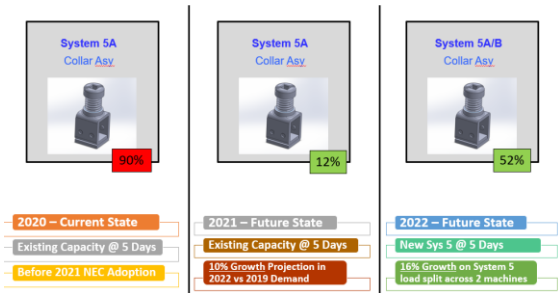 System 5A
Collar Asy
90%
2020 – Current State
Existing Capacity @ 5 Days
Before 2021 NEC Adoption
System 5A
Collar Asy
12%
2021 – Future State
Existing Capacity @ 5 Days
10% Growth Projection in
2022 vs 2019 Demand
System 5A/B
Collar Asy
52%
2022 – Future State
New Sys 5 @ 5 Days
16% Growth on System 5
load split across 2 machines